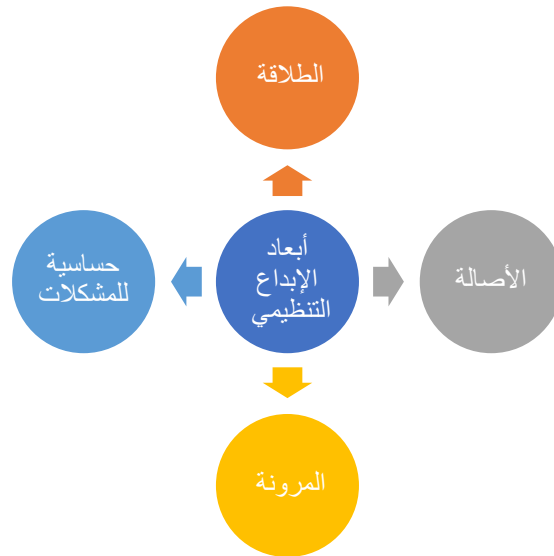 الطلاقة
حساسية
للمشكلات
أبعاد
الإبداع
التنظيمي
الأصالة
المرونة